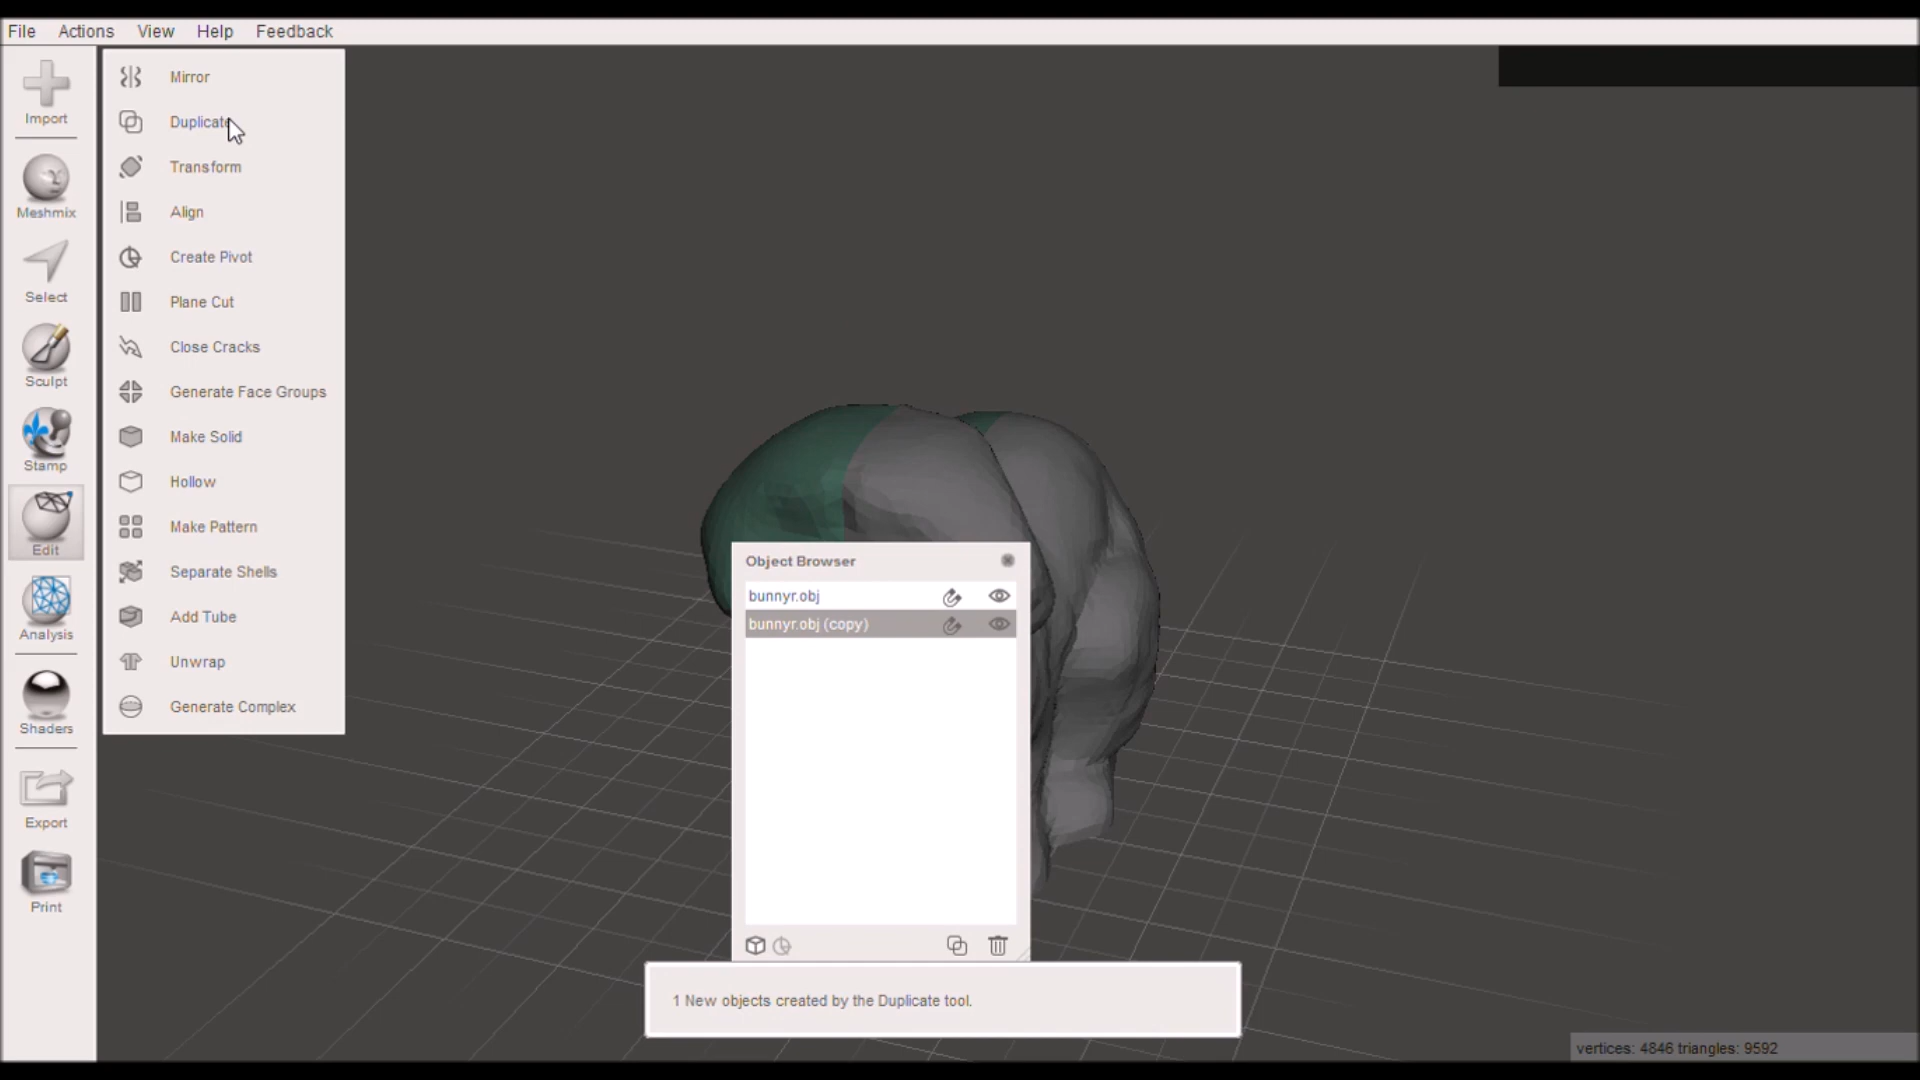 File Actions View Help Feedback
Import
Meshmix
Select
Sculpt
Stamp
Edit
Analysis
Shaders
Export
Print
Mirror
Duplicate
Transform
Align
Create Pivot
Plane Cut
Close Cracks
Generate Face Groups
Make Solid
Hollow
Make Pattern
Separate Shells
Add Tube
Unwrap
Generate Complex
Object Browser
bunnyr.obj
bunnyr.obj (copy)
1 New objects created by the Duplicate tool.
vertices: 4846 triangles: 9592